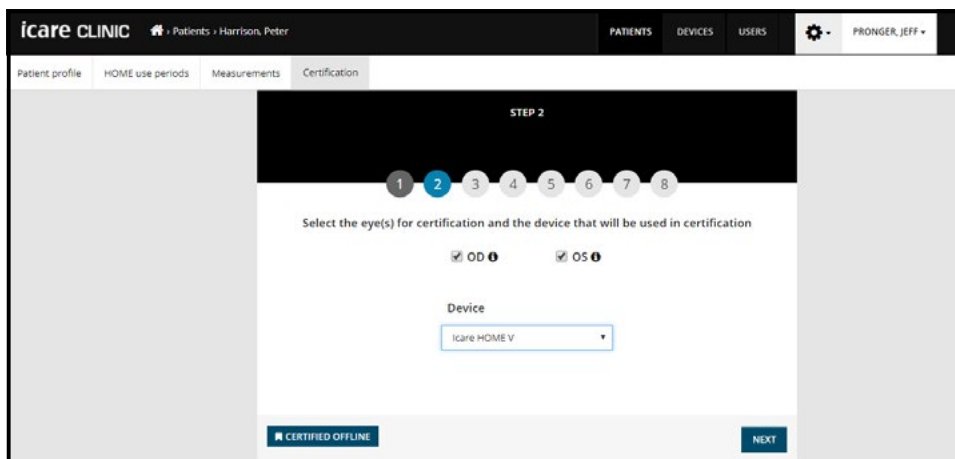 icare CLINIC › Patients › Harrison, Peter PATIENTS DEVICES USERS PRONGER, JEFF
Patient profile HOME use periods Measurements Certification
STEP 2
1 2 3 4 5 6 7 8
Select the eye(s) for certification and the device that will be used in certification
OD OS
Device
Icare HOME V
CERTIFIED OFFLINE NEXT